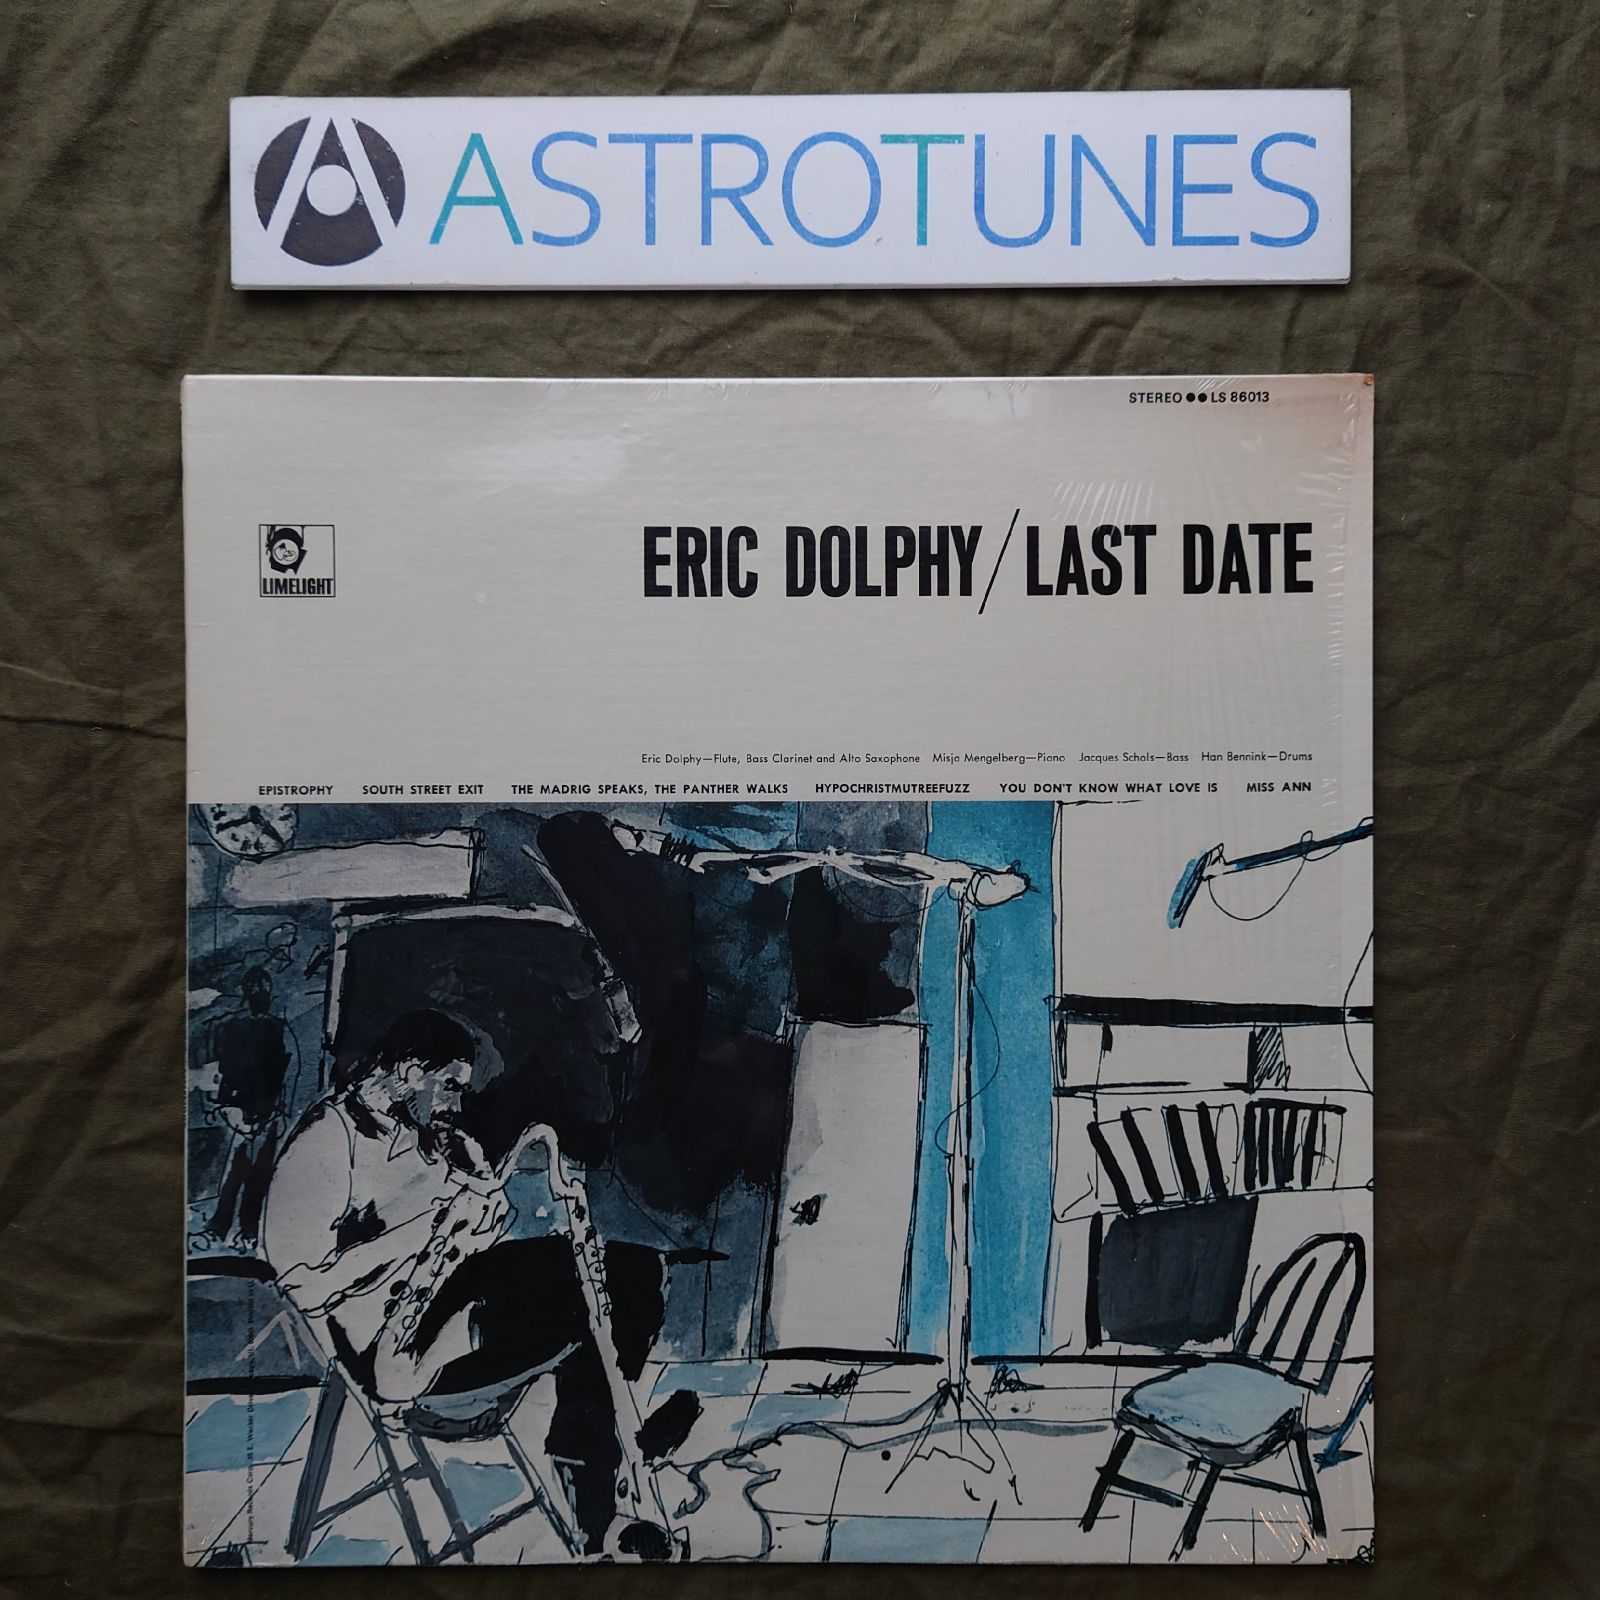 ASTROTUNES
STEREO ●● LS 86013
LIMELIGHT
ERIC DOLPHY/LAST DATE
Eric Dolphy—Flute, Bass Clarinet and Alto Saxophone Misja Mengelberg—Piano Jacques Schols—Bass Han Bennink—Drums
EPISTROPHY SOUTH STREET EXIT THE MADRIG SPEAKS, THE PANTHER WALKS HYPOCHRISTMUTREEFUZZ YOU DON'T KNOW WHAT LOVE IS MISS ANN